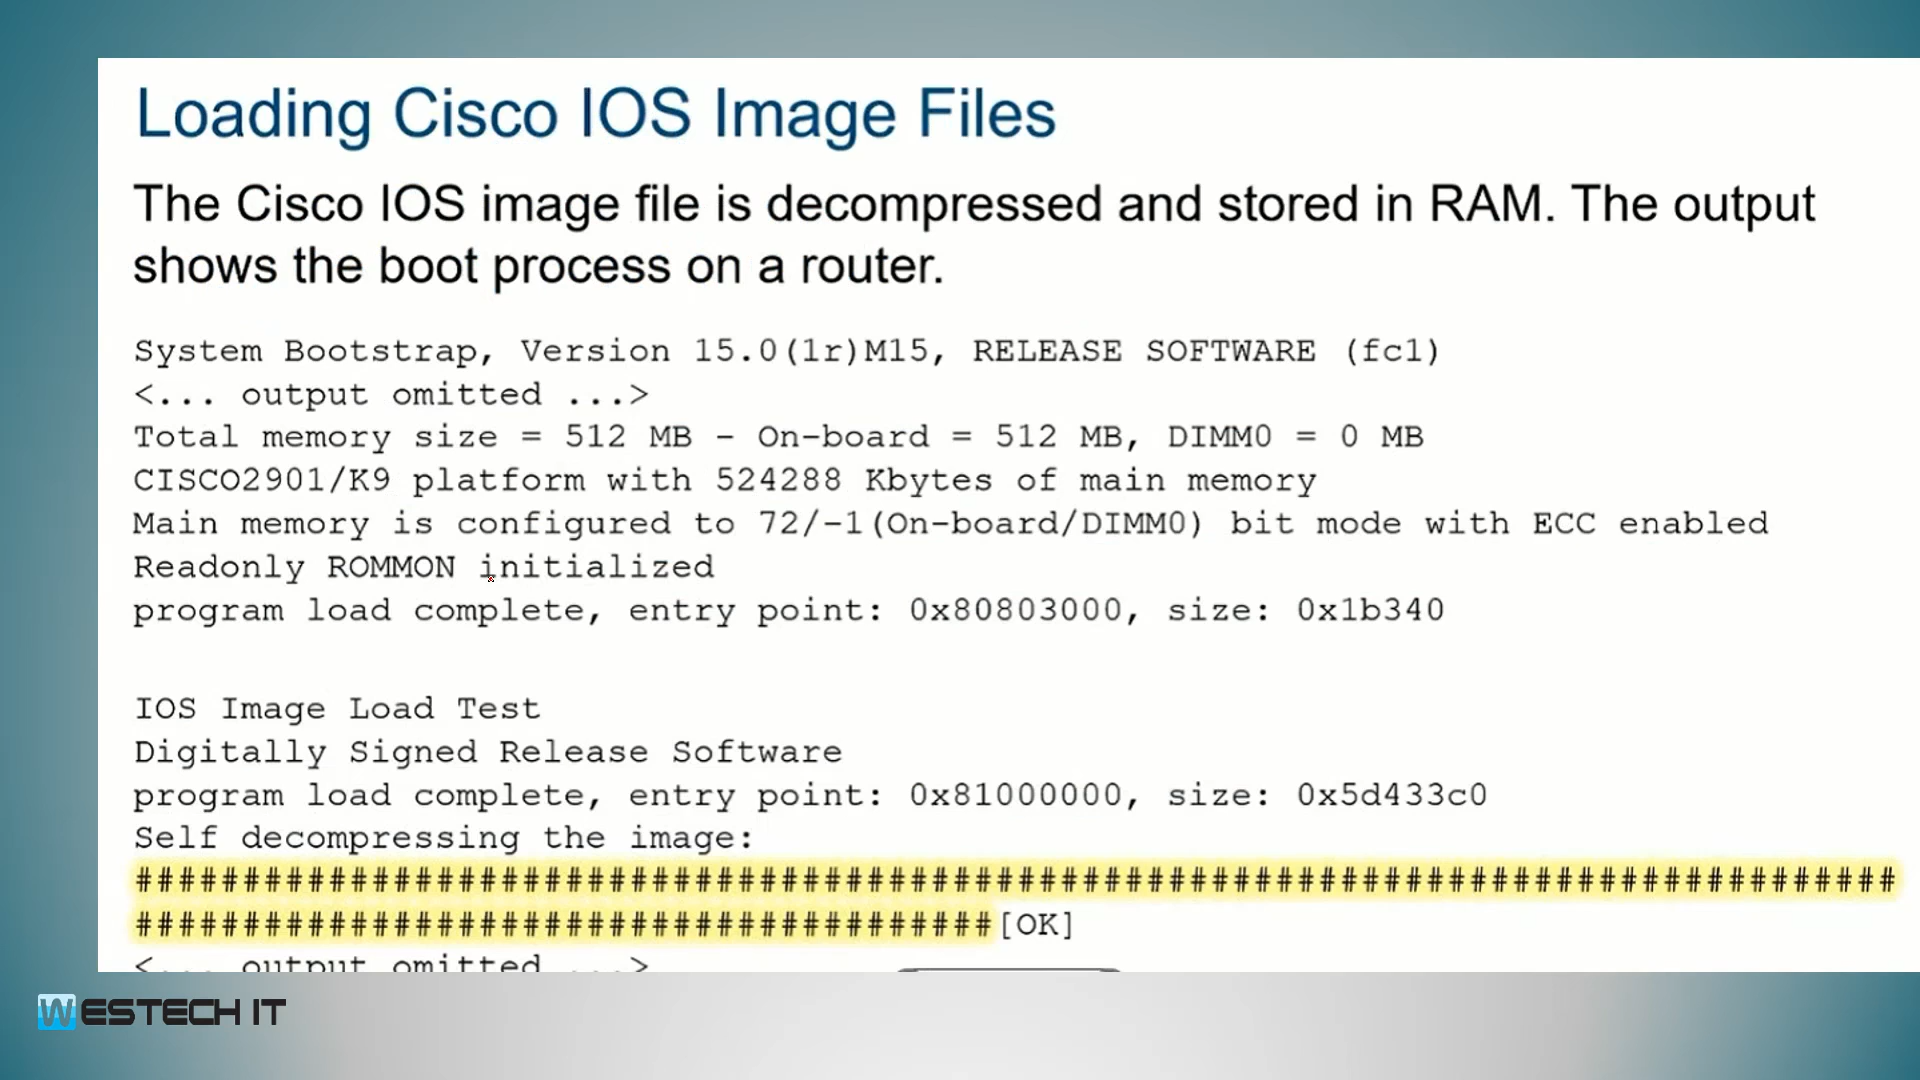 Loading Cisco IOS Image Files
The Cisco IOS image file is decompressed and stored in RAM. The output
shows the boot process on a router.
System Bootstrap, Version 15.0(1r)M15, RELEASE SOFTWARE (fc1)
<... output omitted ...>
Total memory size = 512 MB - On-board = 512 MB, DIMM0 = 0 MB
CISCO2901/K9 platform with 524288 Kbytes of main memory
Main memory is configured to 72/-1(On-board/DIMM0) bit mode with ECC enabled
Readonly ROMMON initialized
program load complete, entry point: 0x80803000, size: 0x1b340
IOS Image Load Test
Digitally Signed Release Software
program load complete, entry point: 0x81000000, size: 0x5d433c0
Self decompressing the image:
##################################################################################
########################################[OK]
<... output omitted ...>
WESTECH IT